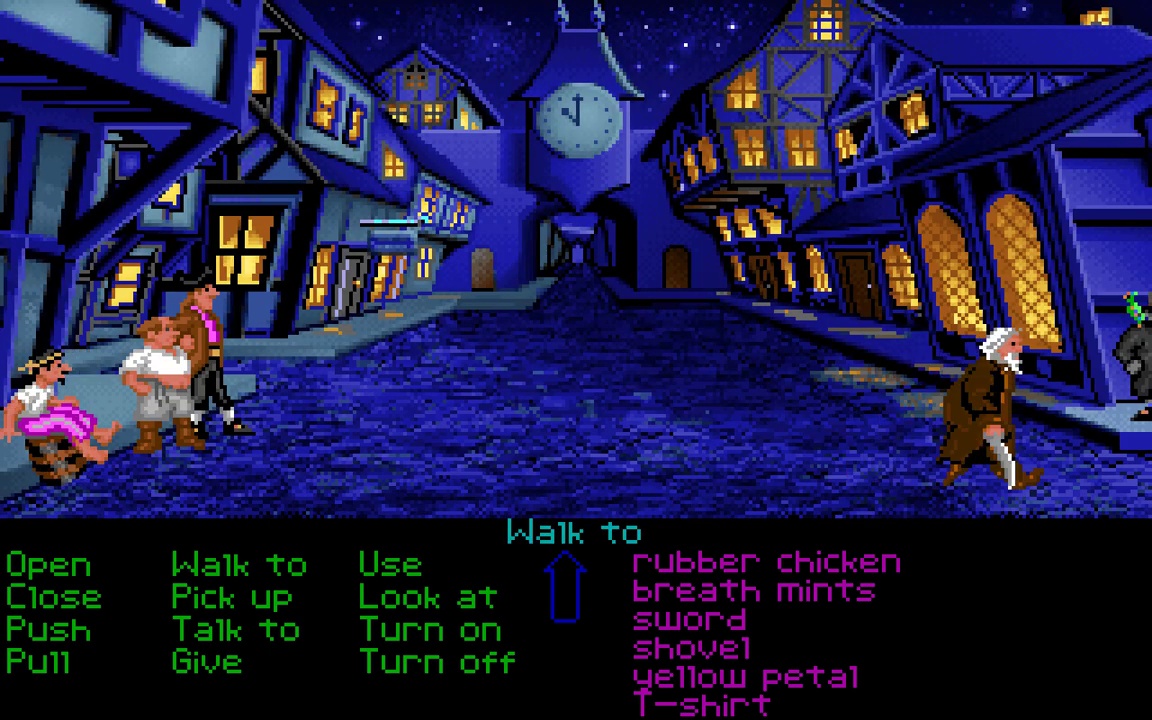 Walk to
Open Walk to Use
Close Pick up Look at
Push Talk to Turn on
Pull Give Turn off
rubber chicken
breath mints
sword
shovel
yellow petal
T-shirt